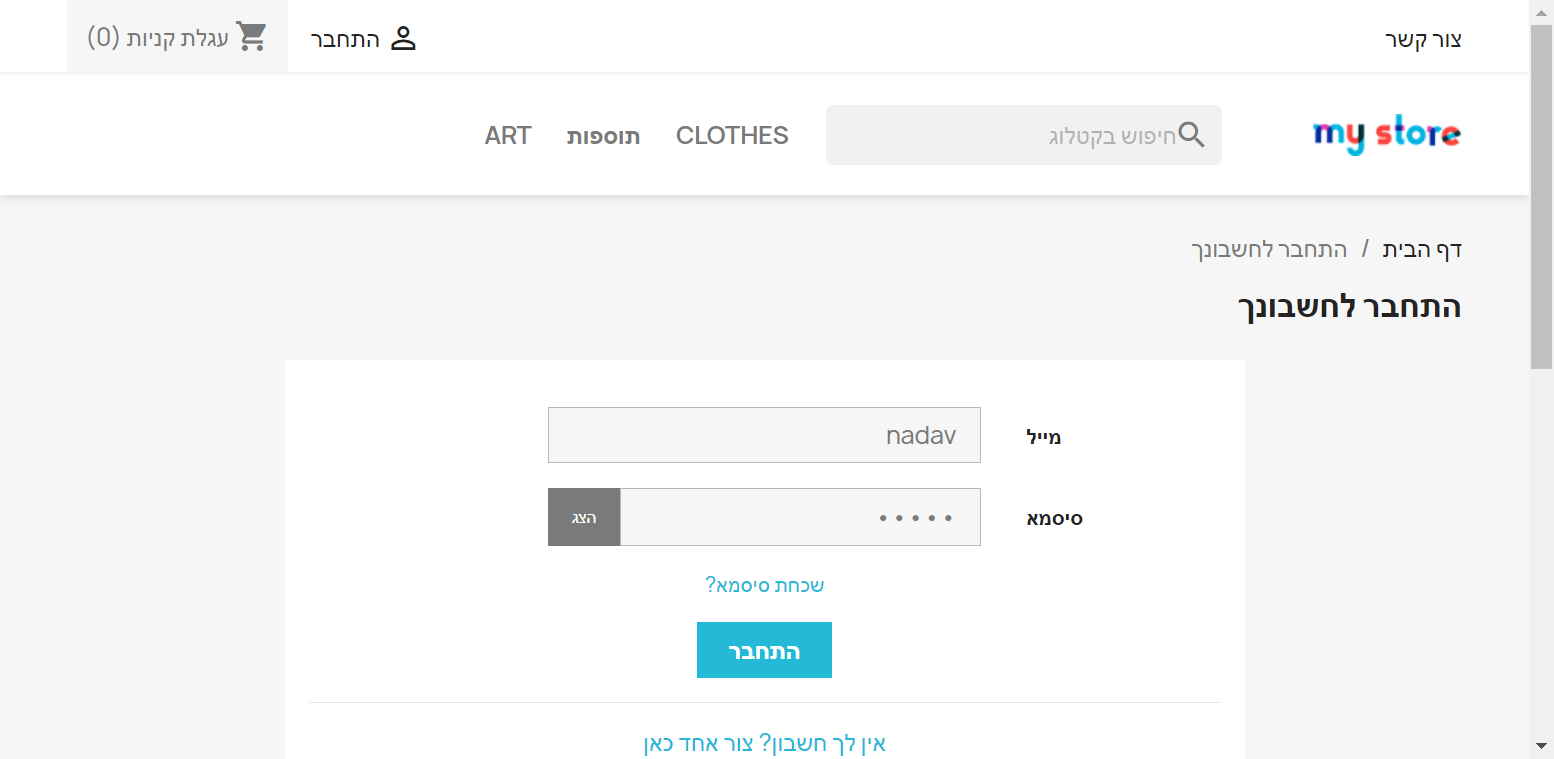 צור קשר
התחבר
עגלת קניות (0)
my store
חיפוש בקטלוג
CLOTHES
תוספות
ART
דף הבית / התחבר לחשבונך
התחבר לחשבונך
מייל
nadav
סיסמא
•••••
הצג
שכחת סיסמא?
התחבר
אין לך חשבון? צור אחד כאן